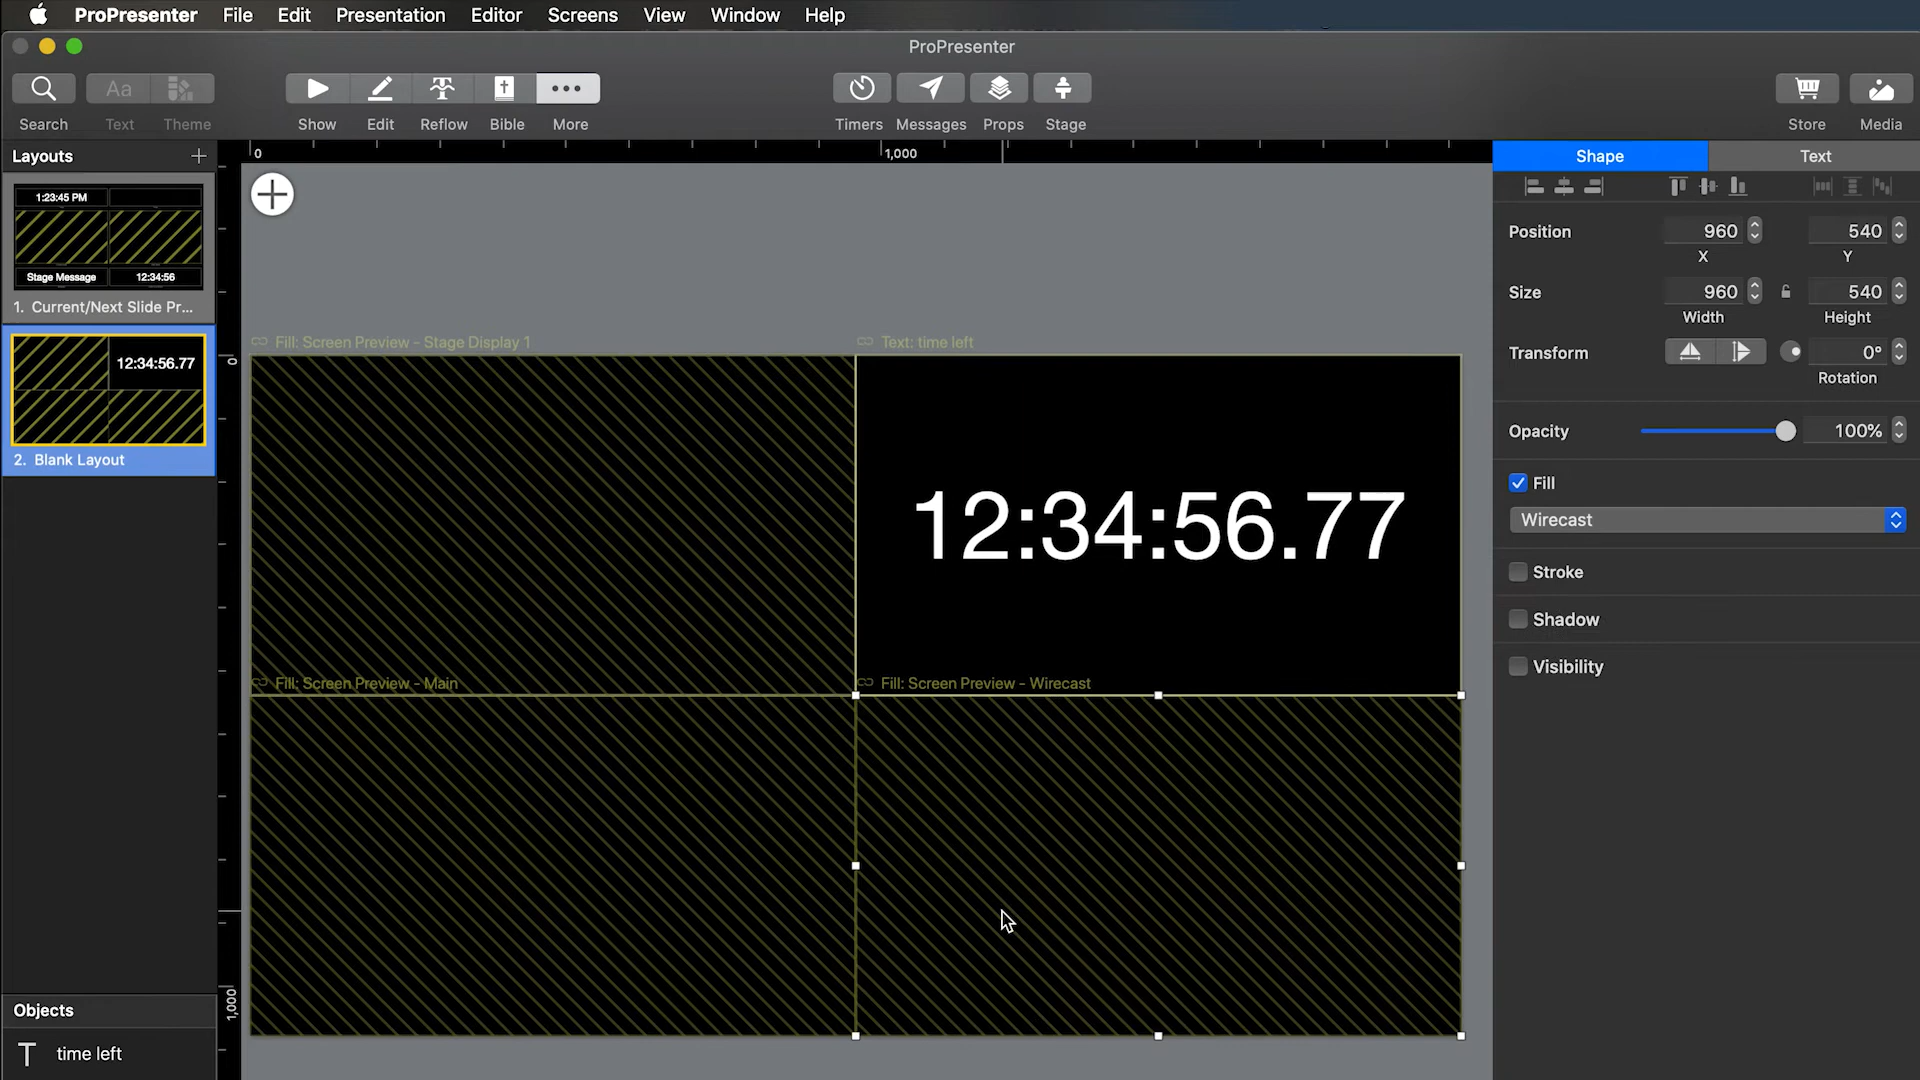 ProPresenter File Edit Presentation Editor Screens View Window Help
ProPresenter
Aa
Search Text Theme Show Edit Reflow Bible More Timers Messages Props Stage Store Media
Layouts
1:23:45 PM
Stage Message 12:34:56
1. Current/Next Slide Pr...
12:34:56.77
2. Blank Layout
Objects
T time left
0 1,000
0
1,000
Fill: Screen Preview - Stage Display 1
Text: time left
12:34:56.77
Fill: Screen Preview - Main
Fill: Screen Preview - Wirecast
Shape Text
Position 960 540
X Y
Size 960 540
Width Height
Transform 0°
Rotation
Opacity 100%
Fill
Wirecast
Stroke
Shadow
Visibility